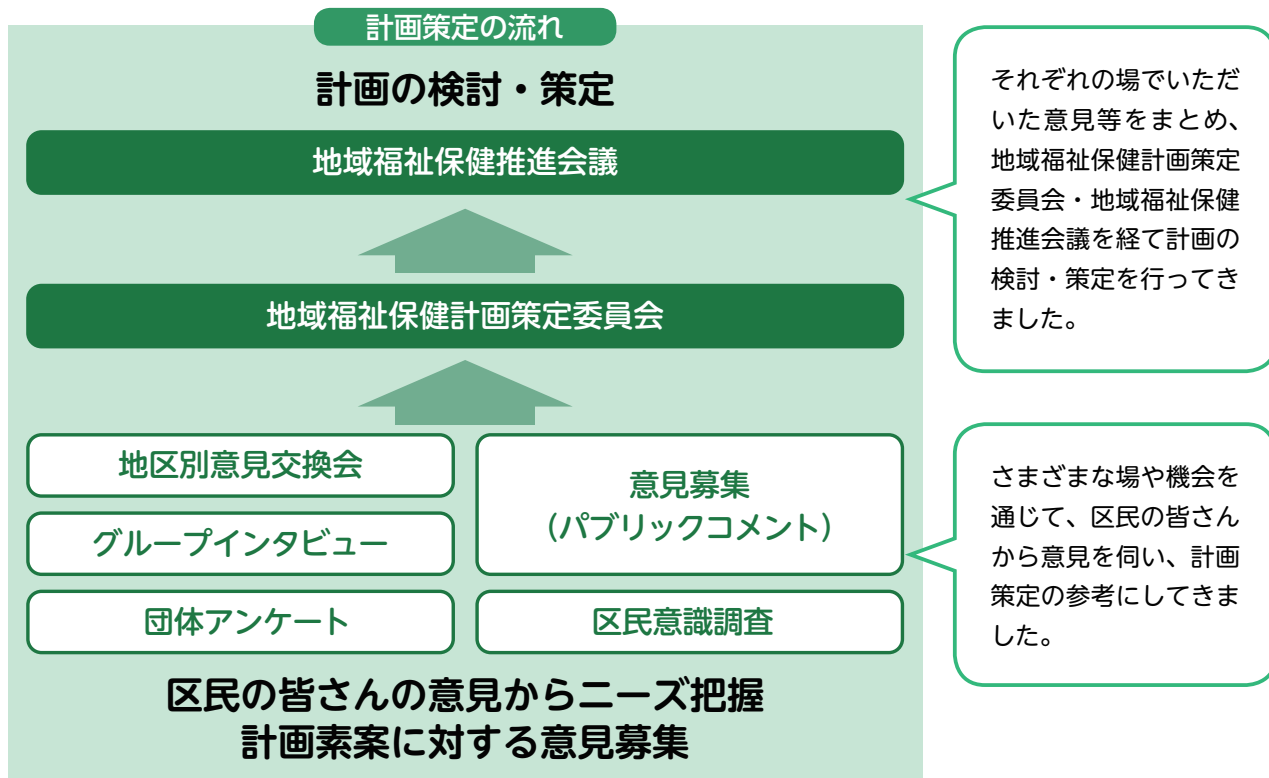 計画策定の流れ
計画の検討・策定
地域福祉保健推進会議
地域福祉保健計画策定委員会
地区別意見交換会
グループインタビュー
団体アンケート
意見募集
（パブリックコメント）
区民意識調査
区民の皆さんの意見からニーズ把握
計画素案に対する意見募集
それぞれの場でいただ
いた意見等をまとめ、
地域福祉保健計画策定
委員会・地域福祉保健
推進会議を経て計画の
検討・策定を行ってき
ました。
さまざまな場や機会を
通じて、区民の皆さん
から意見を伺い、計画
策定の参考にしてきま
した。